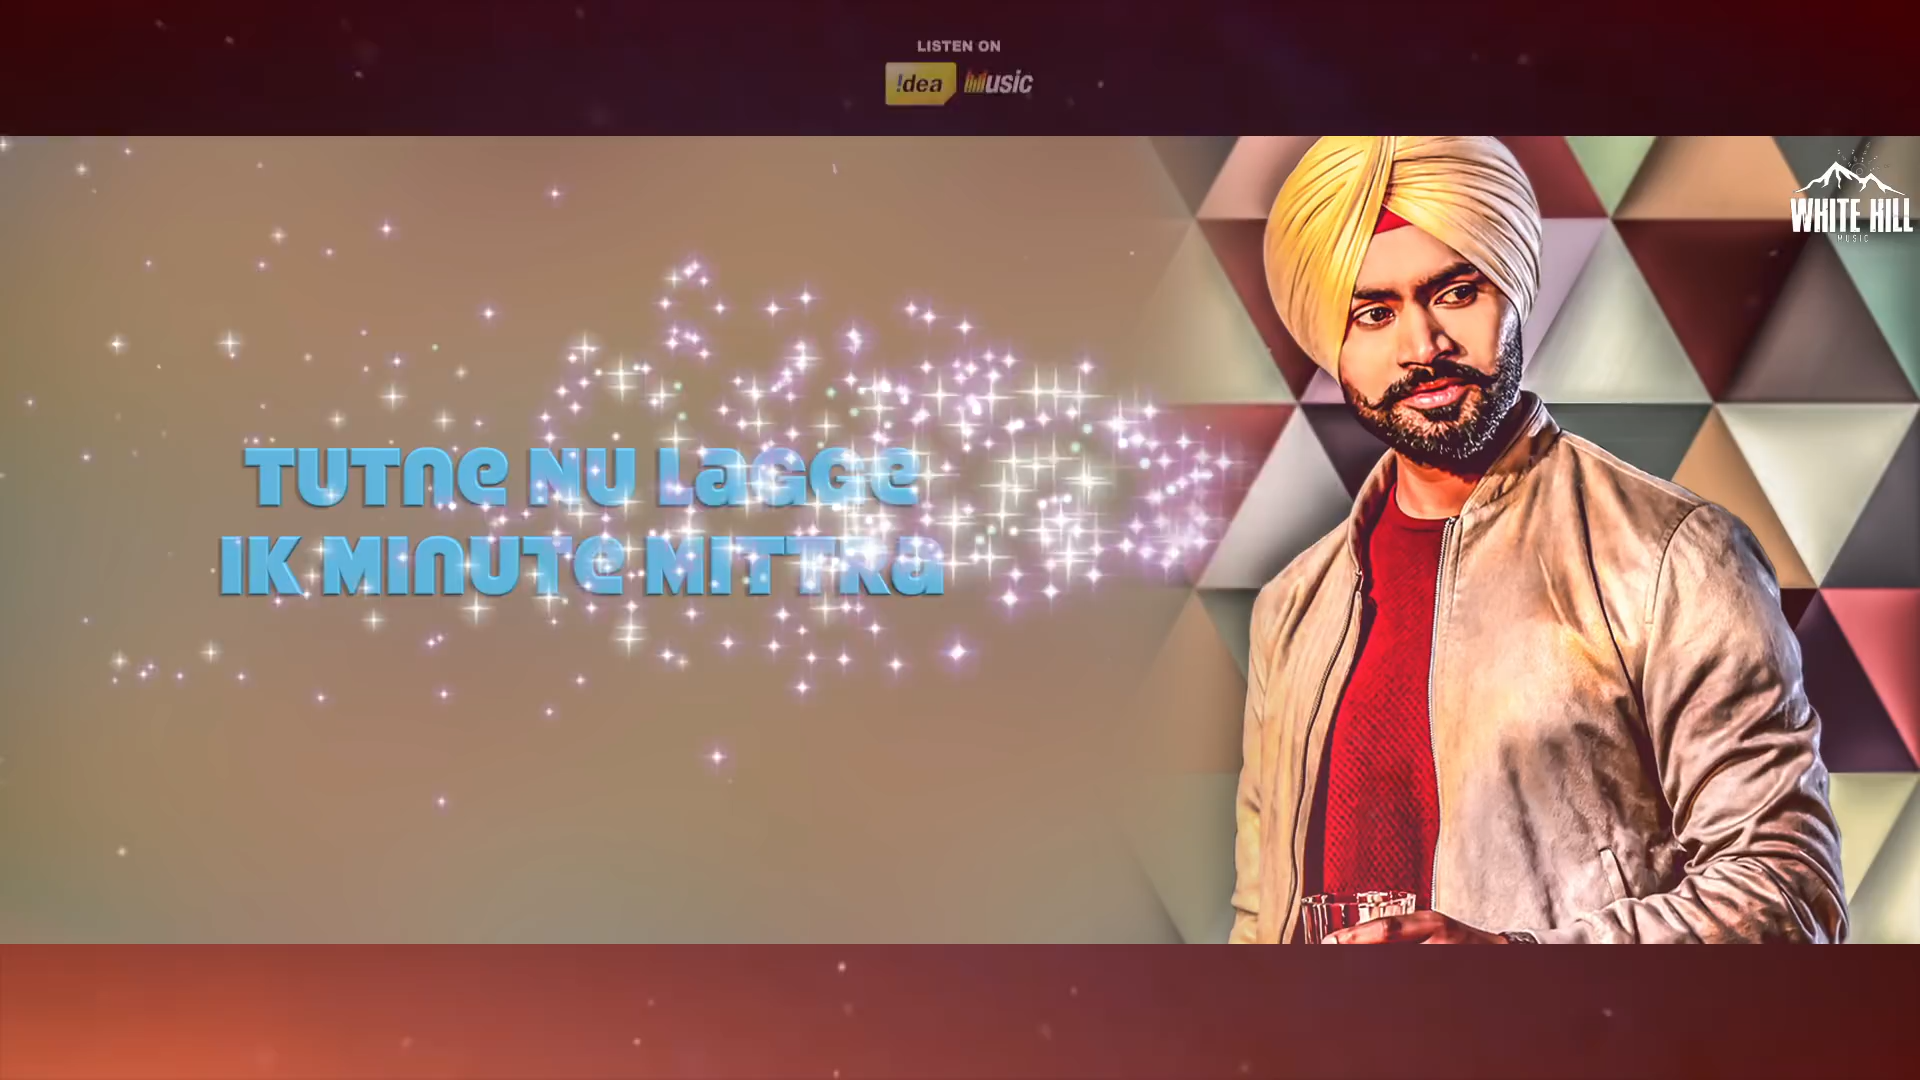 LISTEN ON
!dea Music
WHITE HILL
MUSIC
TUTNE NU LAGGE
IK MINUTE MITTRA